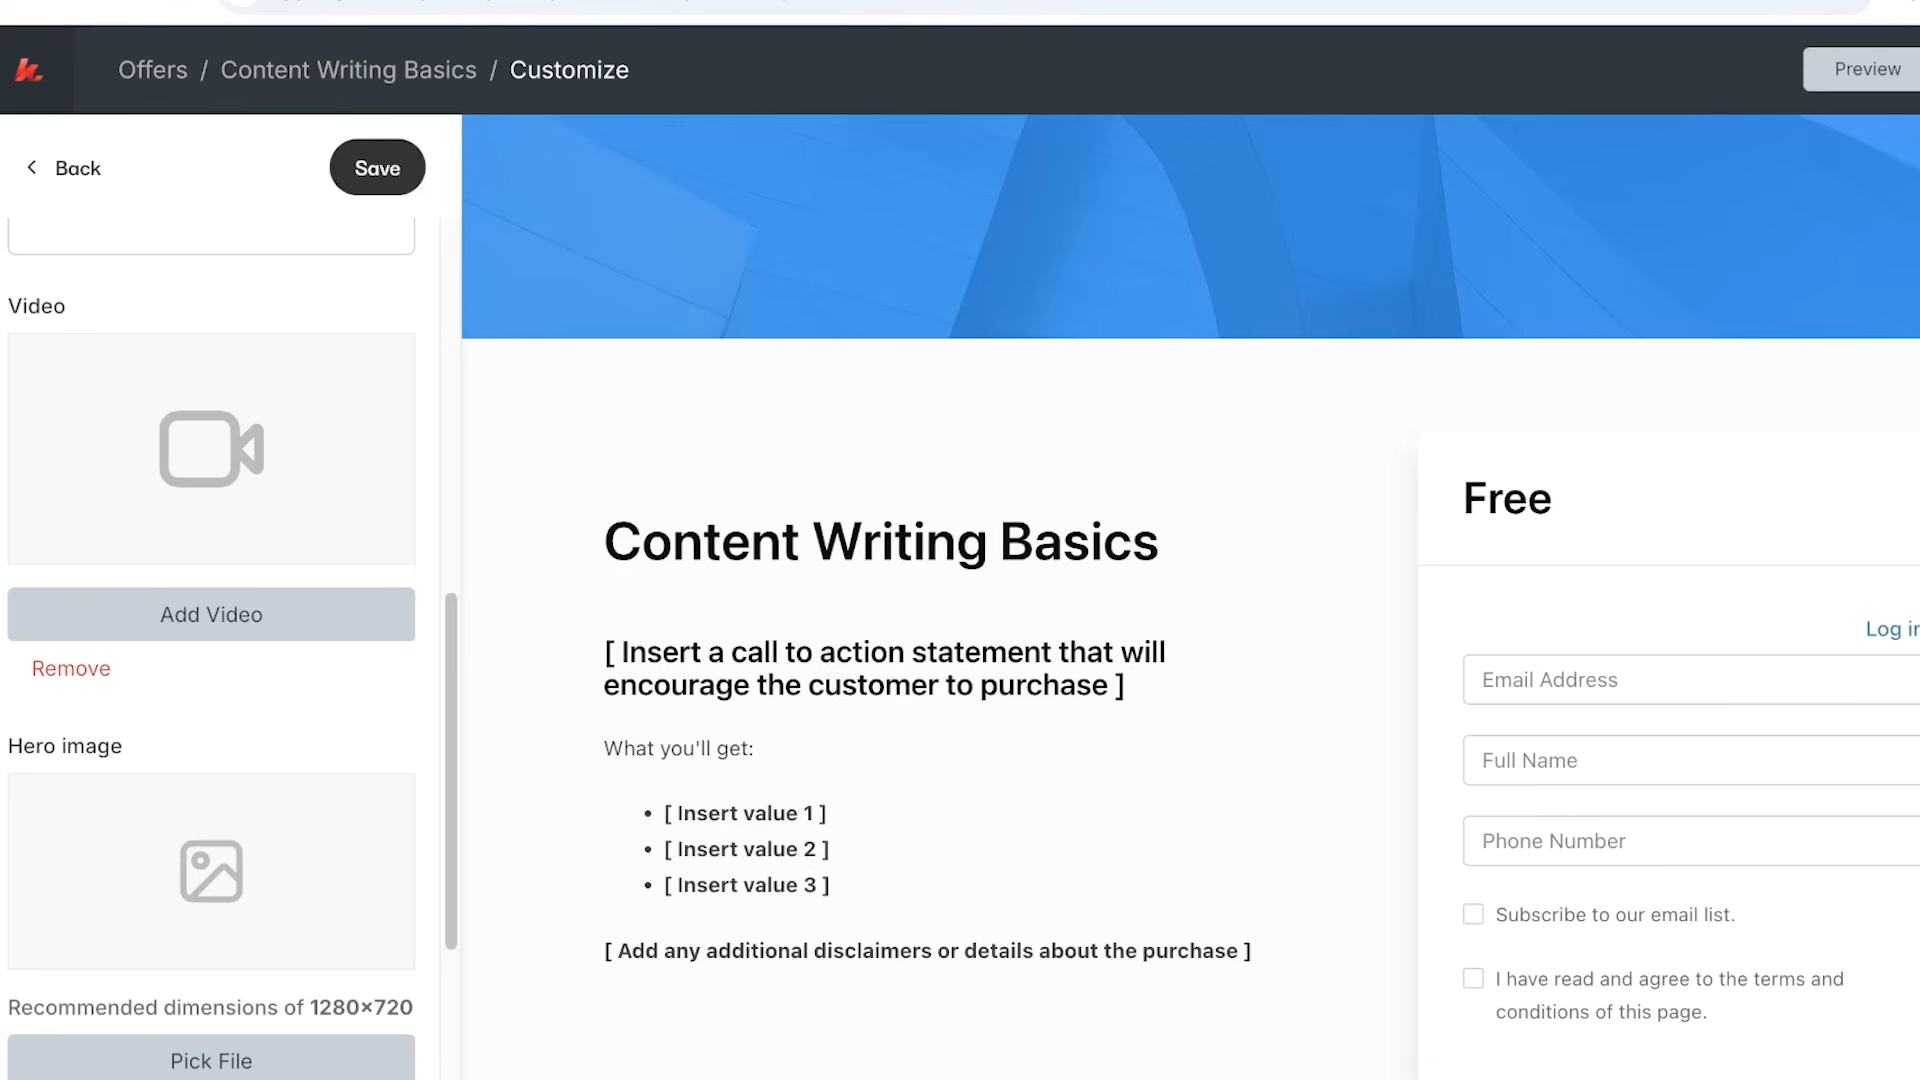 Offers / Content Writing Basics / Customize
Preview
Back
Save
Video
Add Video
Remove
Hero image
Recommended dimensions of 1280×720
Pick File
Content Writing Basics
[ Insert a call to action statement that will
encourage the customer to purchase ]
What you'll get:
• [ Insert value 1 ]
• [ Insert value 2 ]
• [ Insert value 3 ]
[ Add any additional disclaimers or details about the purchase ]
Free
Log in
Email Address
Full Name
Phone Number
Subscribe to our email list.
I have read and agree to the terms and
conditions of this page.